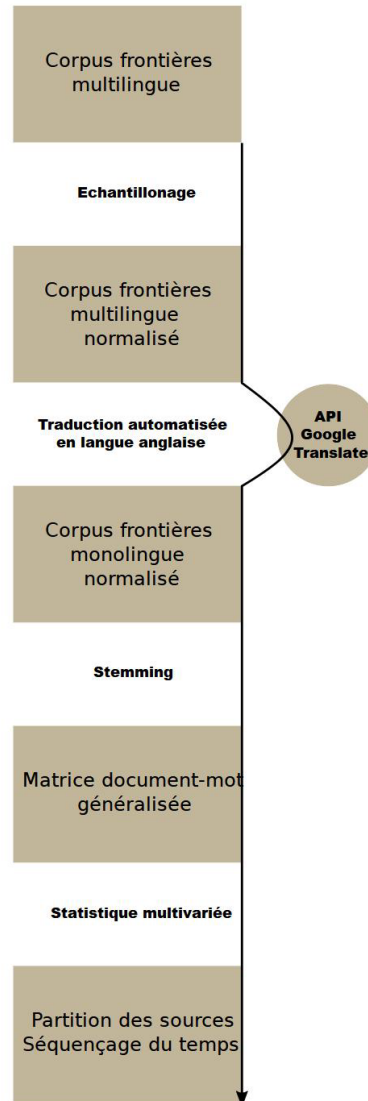 Corpus frontières
multilingue
Echantillonage
Corpus frontières
multilingue
normalisé
Traduction automatisée
en langue anglaise
API
Google
Translate
Corpus frontières
monolingue
normalisé
Stemming
Matrice document-mot
généralisée
Statistique multivariée
Partition des sources
Séquençage du temps